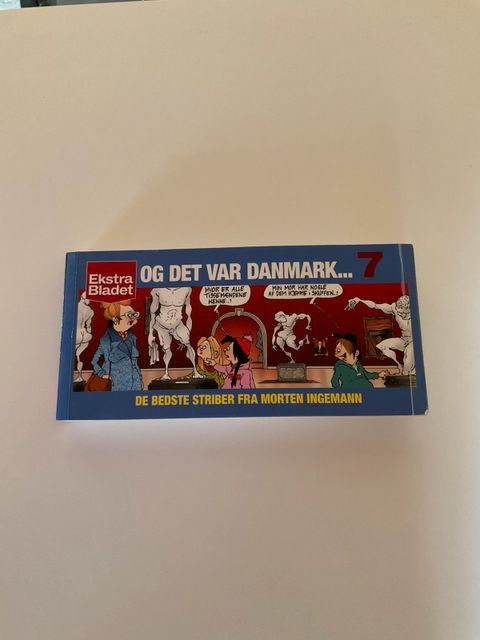 Ekstra
Bladet
OG DET VAR DANMARK... 7
HVOR ER ALLE
TISSEMÆNDENE
HENNE..!
MIN MOR HAR NOGLE
AF DEM HJEMME I SKUFFEN..!
DE BEDSTE STRIBER FRA MORTEN INGEMANN